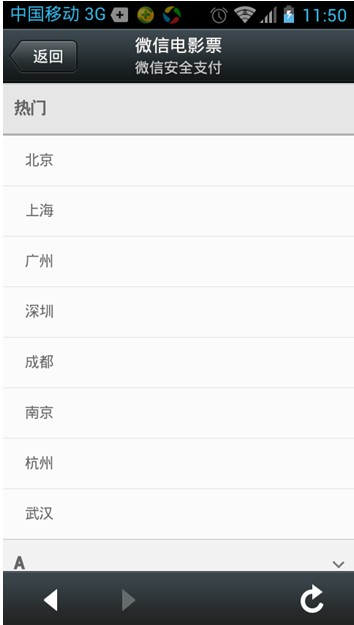 中国移动 3G 11:50
返回
微信电影票
微信安全支付
热门
北京
上海
广州
深圳
成都
南京
杭州
武汉
A